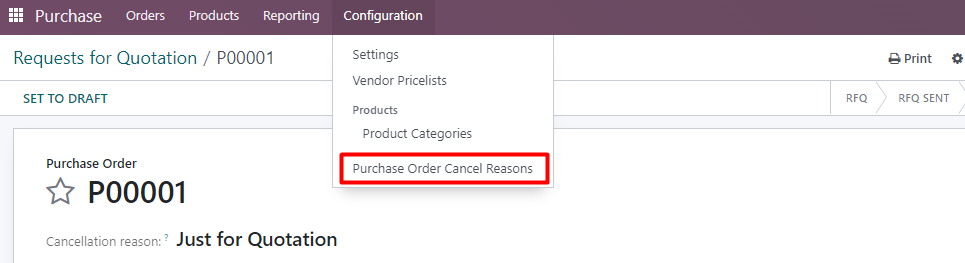 Purchase Orders Products Reporting Configuration
Settings
Requests for Quotation / P00001 Print
Vendor Pricelists
SET TO DRAFT RFQ RFQ SENT
Products
Product Categories
Purchase Order
Purchase Order Cancel Reasons
P00001
Cancellation reason: ? Just for Quotation